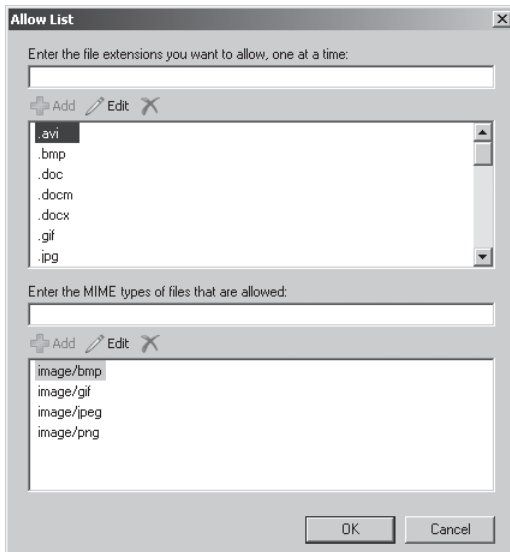 Allow List
Enter the file extensions you want to allow, one at a time:
Add Edit
.avi
.bmp
.doc
.docm
.docx
.gif
.jpg
Enter the MIME types of files that are allowed:
Add Edit
image/bmp
image/gif
image/jpeg
image/png
OK Cancel